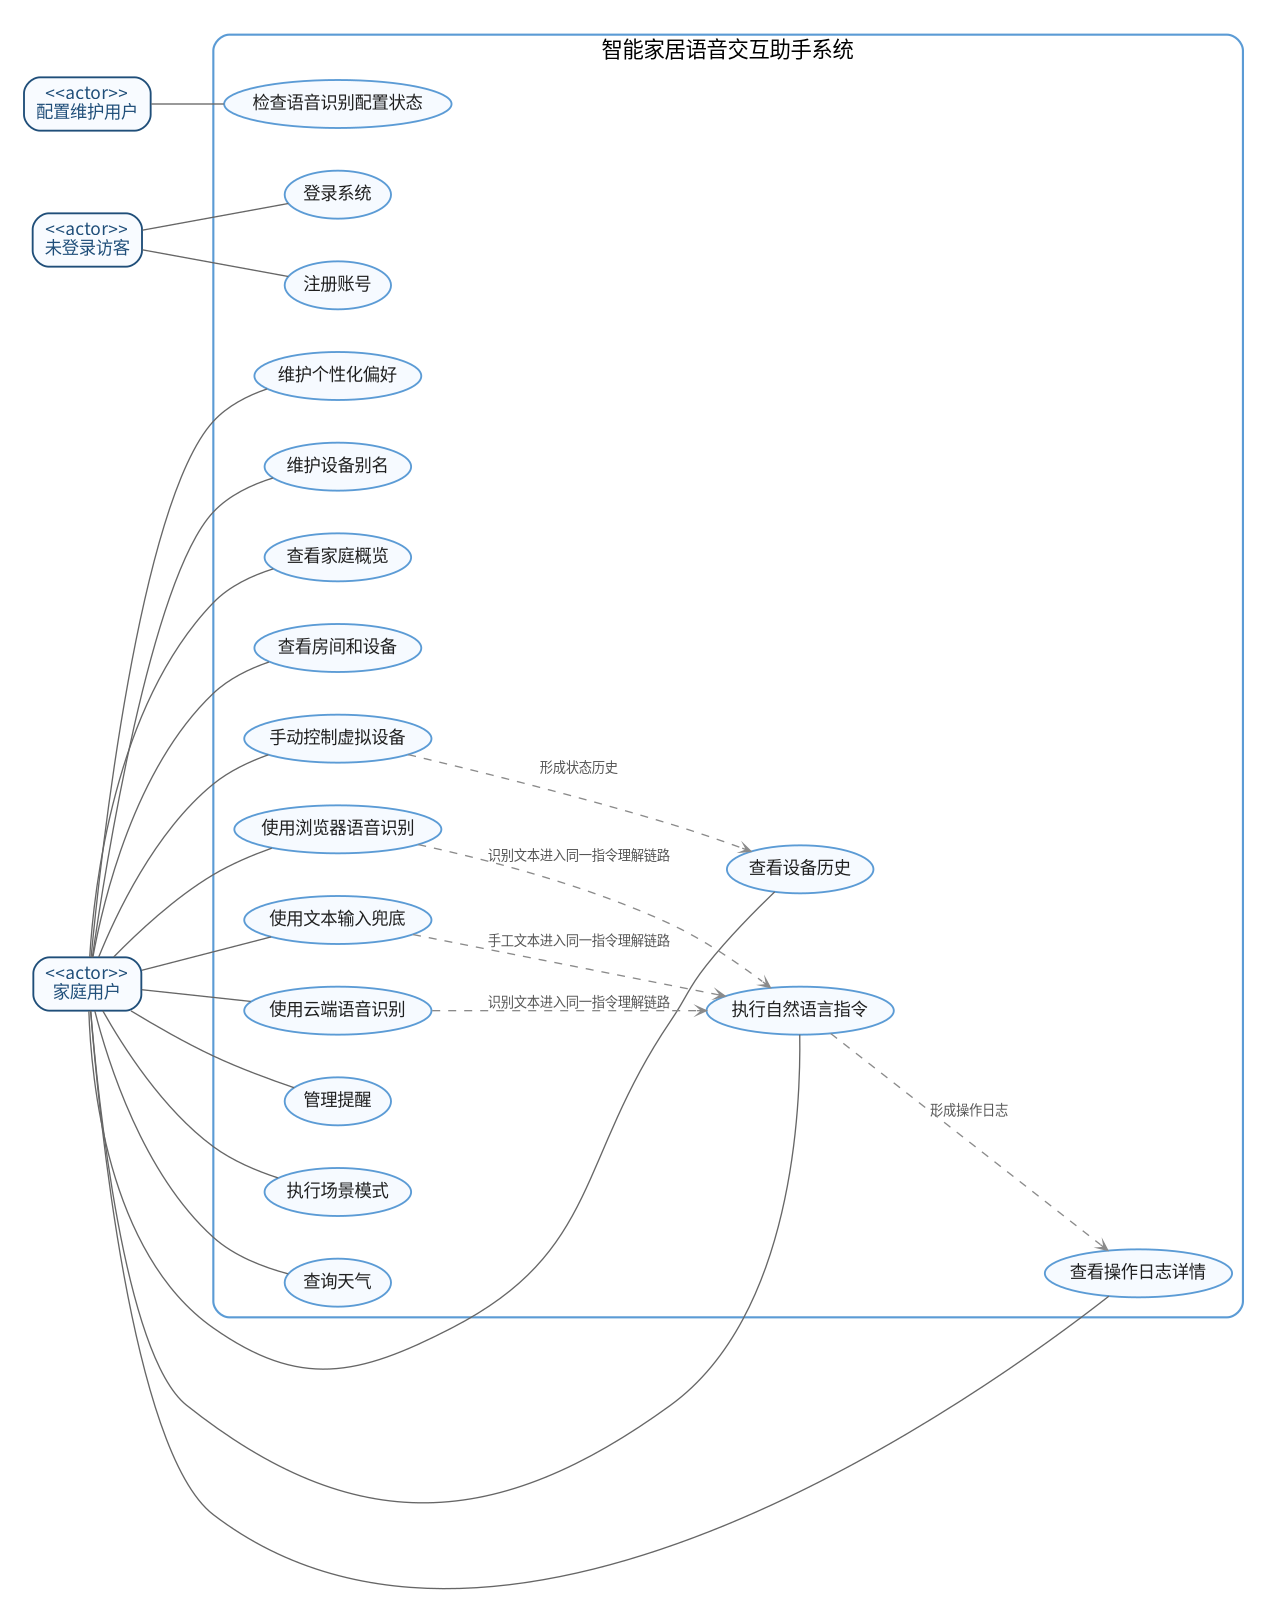 智能家居语音交互助手系统
<<actor>>
配置维护用户
检查语音识别配置状态
登录系统
<<actor>>
未登录访客
注册账号
维护个性化偏好
维护设备别名
查看家庭概览
查看房间和设备
手动控制虚拟设备
形成状态历史
使用浏览器语音识别
识别文本进入同一指令理解链路
查看设备历史
使用文本输入兜底
手工文本进入同一指令理解链路
<<actor>>
家庭用户
使用云端语音识别
识别文本进入同一指令理解链路
执行自然语言指令
管理提醒
形成操作日志
执行场景模式
查询天气
查看操作日志详情